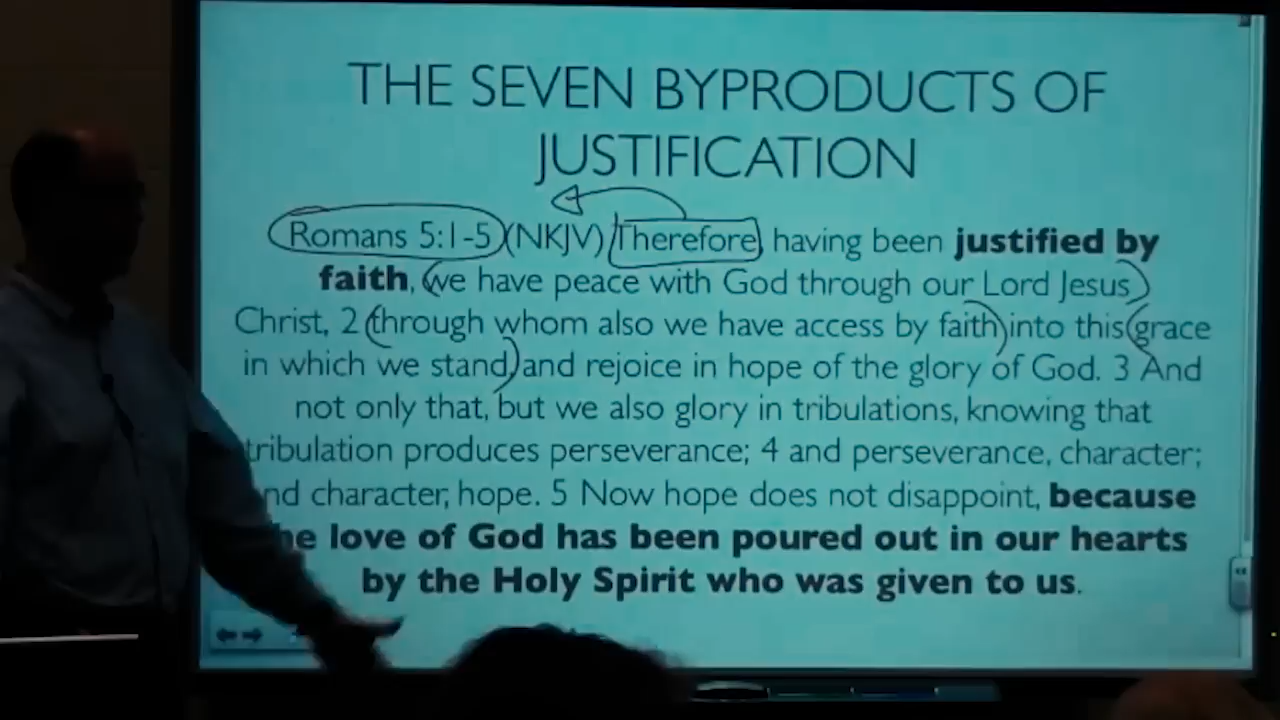 THE SEVEN BYPRODUCTS OF
JUSTIFICATION
Romans 5:1-5 (NKJV) Therefore, having been justified by
faith, we have peace with God through our Lord Jesus
Christ, 2 through whom also we have access by faith into this grace
in which we stand, and rejoice in hope of the glory of God. 3 And
not only that, but we also glory in tribulations, knowing that
tribulation produces perseverance; 4 and perseverance, character;
nd character, hope. 5 Now hope does not disappoint, because
he love of God has been poured out in our hearts
by the Holy Spirit who was given to us.